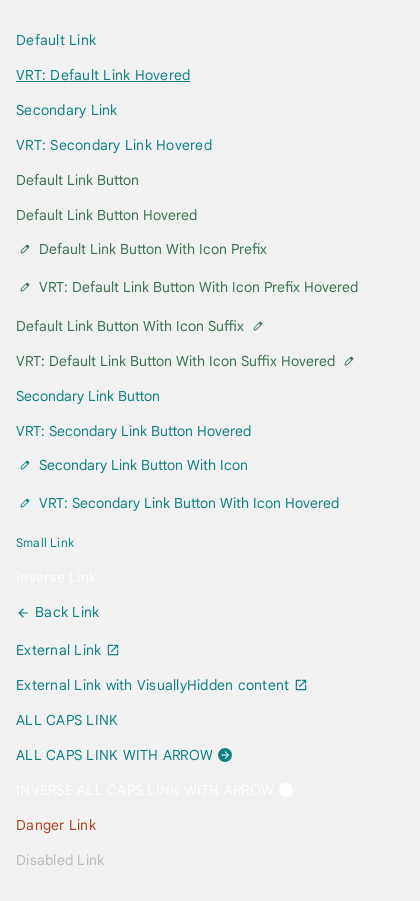 Default Link
VRT: Default Link Hovered
Secondary Link
VRT: Secondary Link Hovered
Default Link Button
Default Link Button Hovered
Default Link Button With Icon Prefix
VRT: Default Link Button With Icon Prefix Hovered
Default Link Button With Icon Suffix
VRT: Default Link Button With Icon Suffix Hovered
Secondary Link Button
VRT: Secondary Link Button Hovered
Secondary Link Button With Icon
VRT: Secondary Link Button With Icon Hovered
Small Link
Inverse Link
Back Link
External Link
External Link with VisuallyHidden content
ALL CAPS LINK
ALL CAPS LINK WITH ARROW
INVERSE ALL CAPS LINK WITH ARROW
Danger Link
Disabled Link